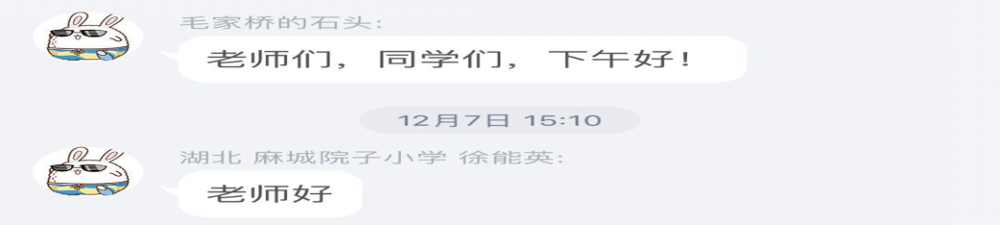 毛家桥的石头:
老师们，同学们，下午好！
12月7日 15:10
湖北 麻城院子小学 徐能英:
老师好